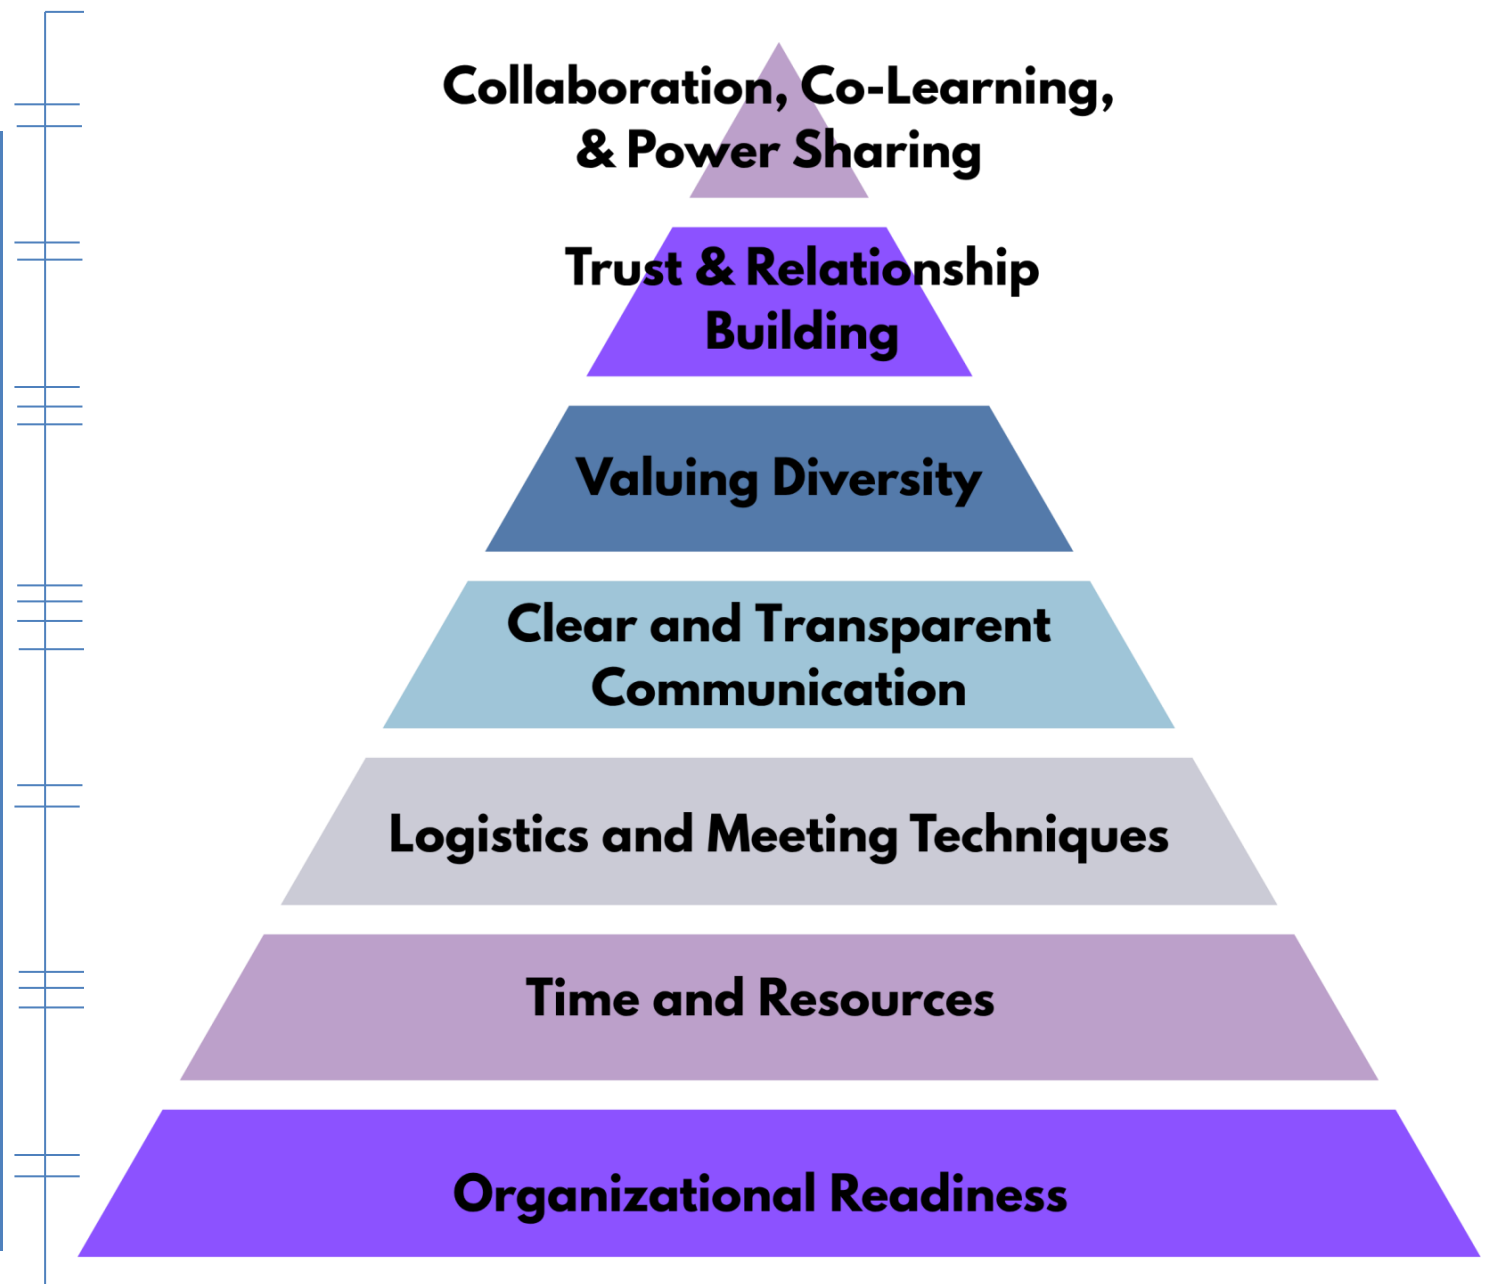 Collaboration, Co-Learning,
& Power Sharing
Trust & Relationship
Building
Valuing Diversity
Clear and Transparent
Communication
Logistics and Meeting Techniques
Time and Resources
Organizational Readiness